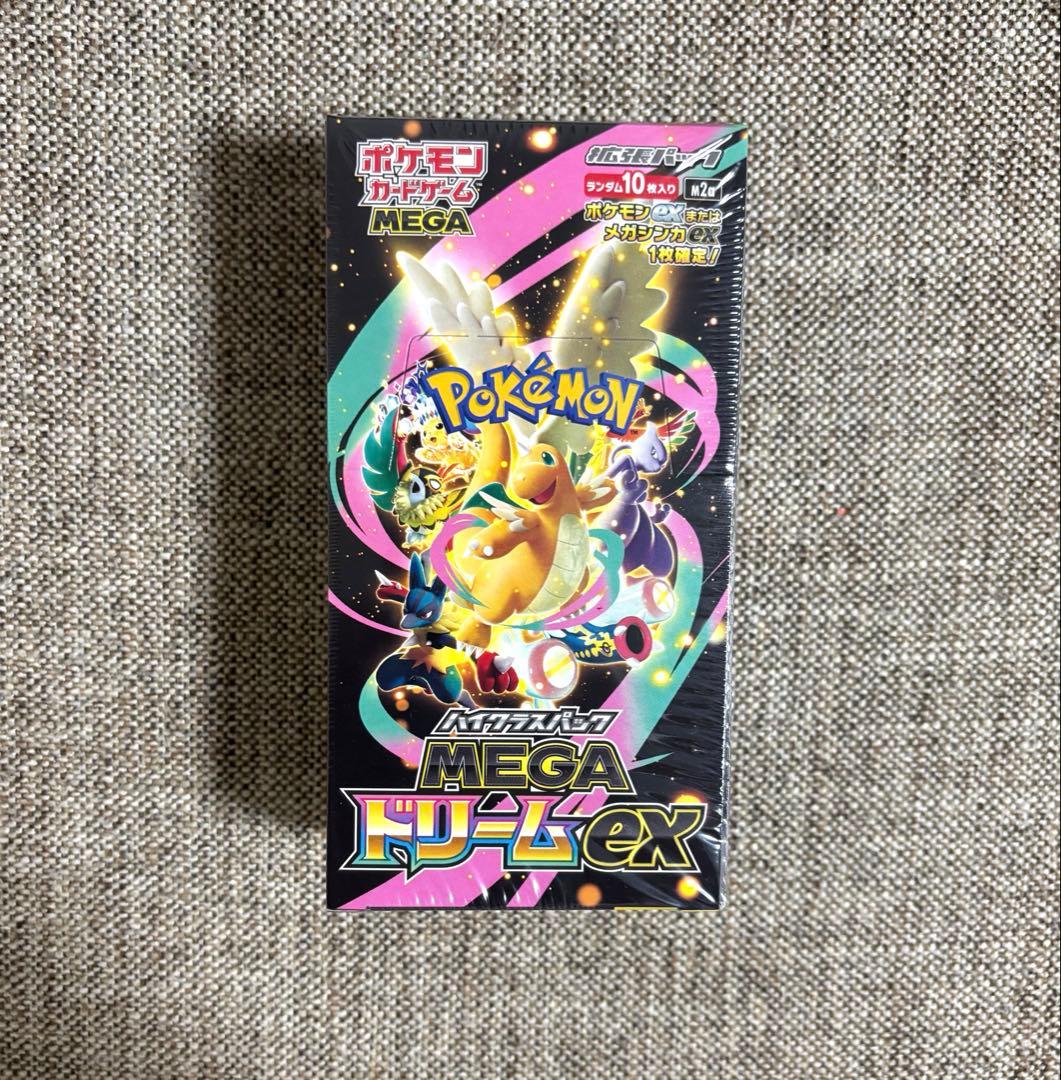 ポケモン
カードゲーム
MEGA
拡張パック
ランダム10枚入り
M2a
ポケモンexまたは
メガシンカex
1枚確定!
POKéMON
ハイクラスパック
MEGA
ドリームex